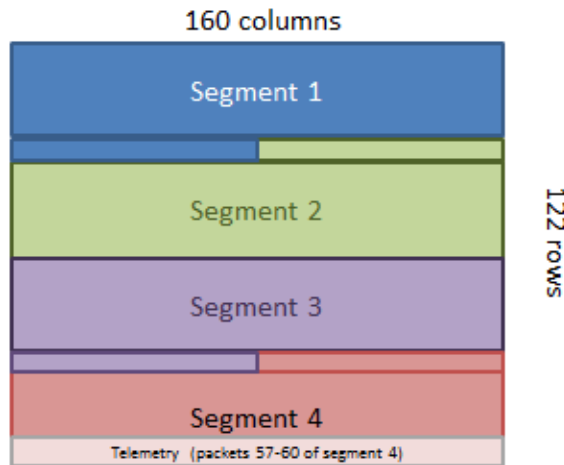 160 columns
Segment 1
Segment 2
122 rows
Segment 3
Segment 4
Telemetry (packets 57-60 of segment 4)